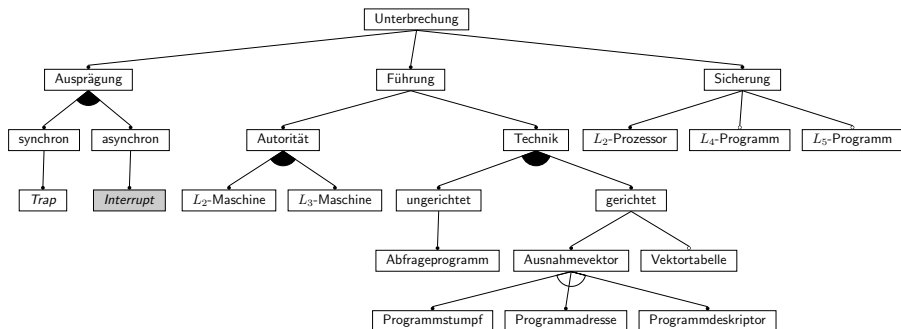 Unterbrechung
Ausprägung Führung Sicherung
synchron asynchron Autorität Technik L₂-Prozessor L₄-Programm L₅-Programm
Trap Interrupt L₂-Maschine L₃-Maschine ungerichtet gerichtet
Abfrageprogramm Ausnahmevektor Vektortabelle
Programmstumpf Programmadresse Programmdeskriptor